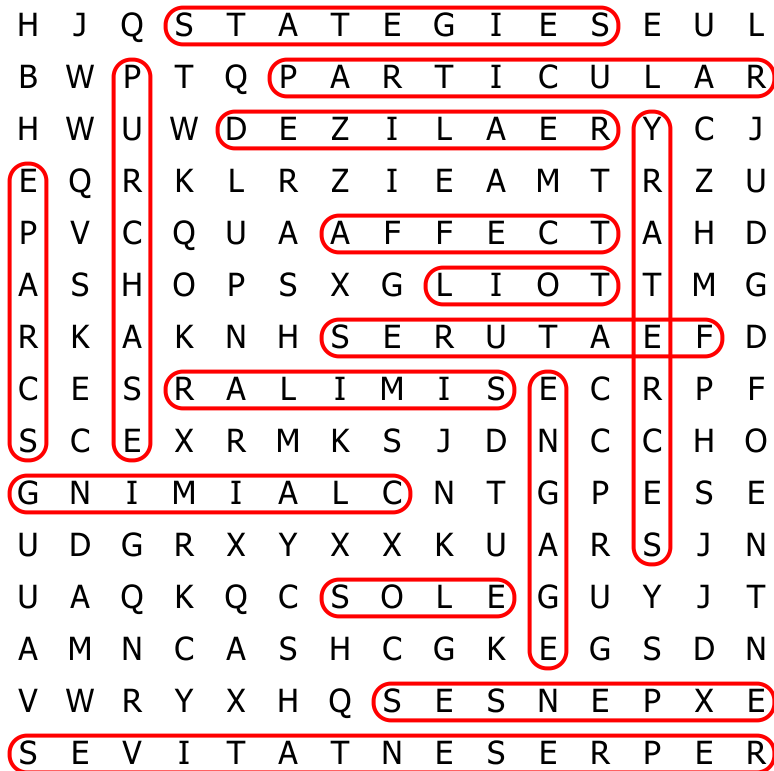 H J Q S T A T E G I E S E U L
B W P T Q P A R T I C U L A R
H W U W D E Z I L A E R Y C J
E Q R K L R Z I E A M T R Z U
P V C Q U A A F F E C T A H D
A S H O P S X G L I O T T M G
R K A K N H S E R U T A E F D
C E S R A L I M I S E C R P F
S C E X R M K S J D N C C H O
G N I M I A L C N T G P E S E
U D G R X Y X X K U A R S J N
U A Q K Q C S O L E G U Y J T
A M N C A S H C G K E G S D N
V W R Y X H Q S E S N E P X E
S E V I T A T N E S E R P E R